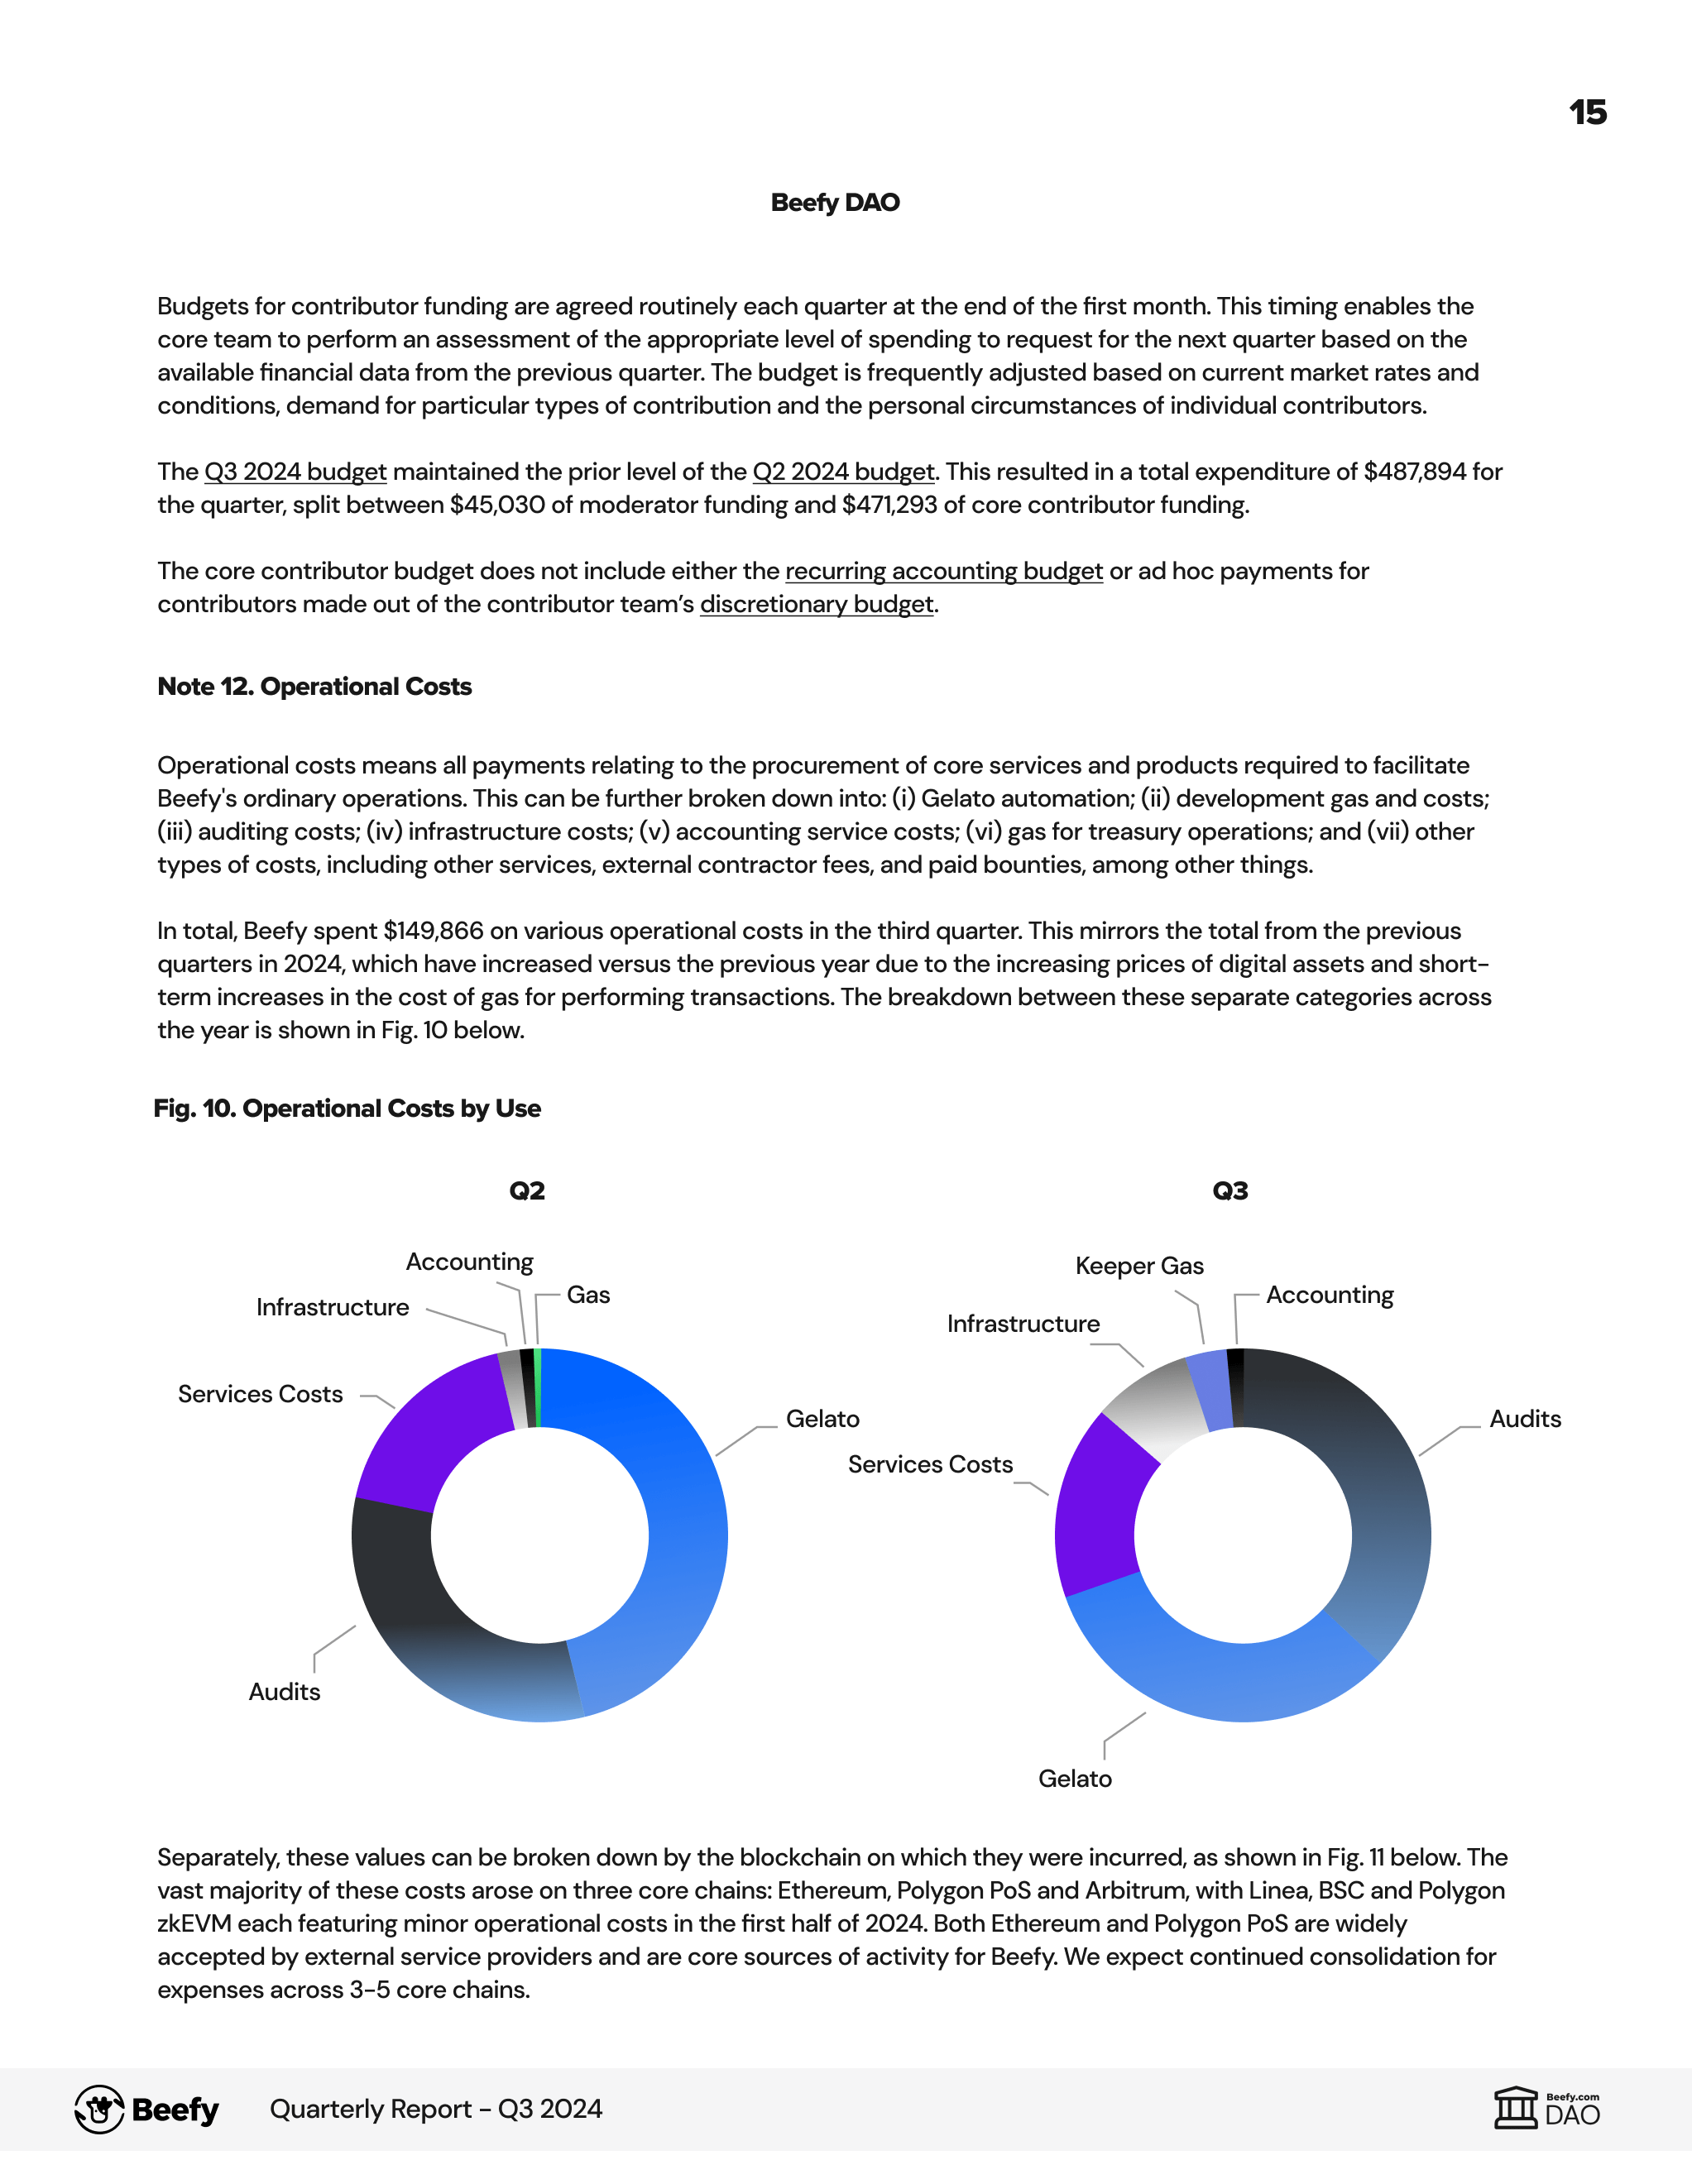 15
Beefy DAO
Budgets for contributor funding are agreed routinely each quarter at the end of the first month. This timing enables the
core team to perform an assessment of the appropriate level of spending to request for the next quarter based on the
available financial data from the previous quarter. The budget is frequently adjusted based on current market rates and
conditions, demand for particular types of contribution and the personal circumstances of individual contributors.
The Q3 2024 budget maintained the prior level of the Q2 2024 budget. This resulted in a total expenditure of $487,894 for
the quarter, split between $45,030 of moderator funding and $471,293 of core contributor funding.
The core contributor budget does not include either the recurring accounting budget or ad hoc payments for
contributors made out of the contributor team's discretionary budget.
Note 12. Operational Costs
Operational costs means all payments relating to the procurement of core services and products required to facilitate
Beefy's ordinary operations. This can be further broken down into: (i) Gelato automation; (ii) development gas and costs;
(iii) auditing costs; (iv) infrastructure costs; (v) accounting service costs; (vi) gas for treasury operations; and (vii) other
types of costs, including other services, external contractor fees, and paid bounties, among other things.
In total, Beefy spent $149,866 on various operational costs in the third quarter. This mirrors the total from the previous
quarters in 2024, which have increased versus the previous year due to the increasing prices of digital assets and short-
term increases in the cost of gas for performing transactions. The breakdown between these separate categories across
the year is shown in Fig. 10 below.
Fig. 10. Operational Costs by Use
Q2
Accounting
Gas
Infrastructure
Services Costs
Gelato
Audits
Q3
Keeper Gas
Accounting
Infrastructure
Audits
Services Costs
Gelato
Separately, these values can be broken down by the blockchain on which they were incurred, as shown in Fig. 11 below. The
vast majority of these costs arose on three core chains: Ethereum, Polygon PoS and Arbitrum, with Linea, BSC and Polygon
zkEVM each featuring minor operational costs in the first half of 2024. Both Ethereum and Polygon PoS are widely
accepted by external service providers and are core sources of activity for Beefy. We expect continued consolidation for
expenses across 3-5 core chains.
Beefy
Quarterly Report - Q3 2024
Beefy.com
DAO